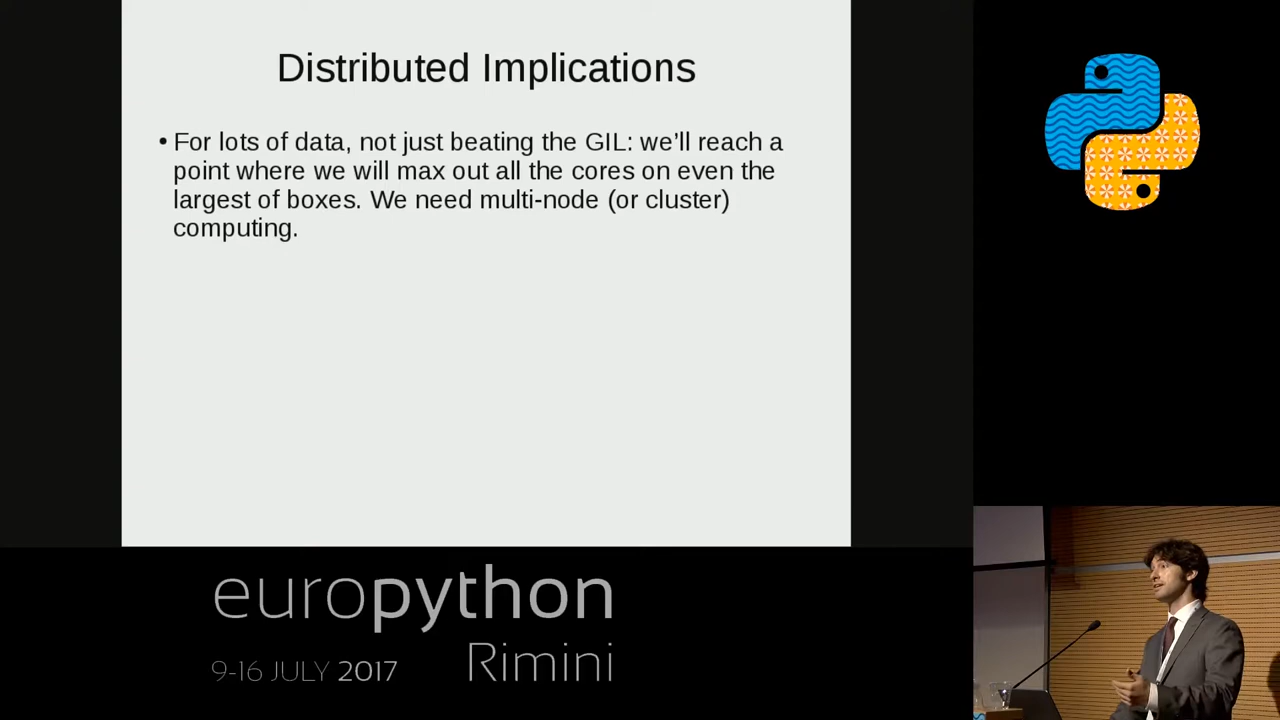 Distributed Implications
• For lots of data, not just beating the GIL: we’ll reach a
point where we will max out all the cores on even the
largest of boxes. We need multi-node (or cluster)
computing.
europython
9-16 JULY 2017
Rimini